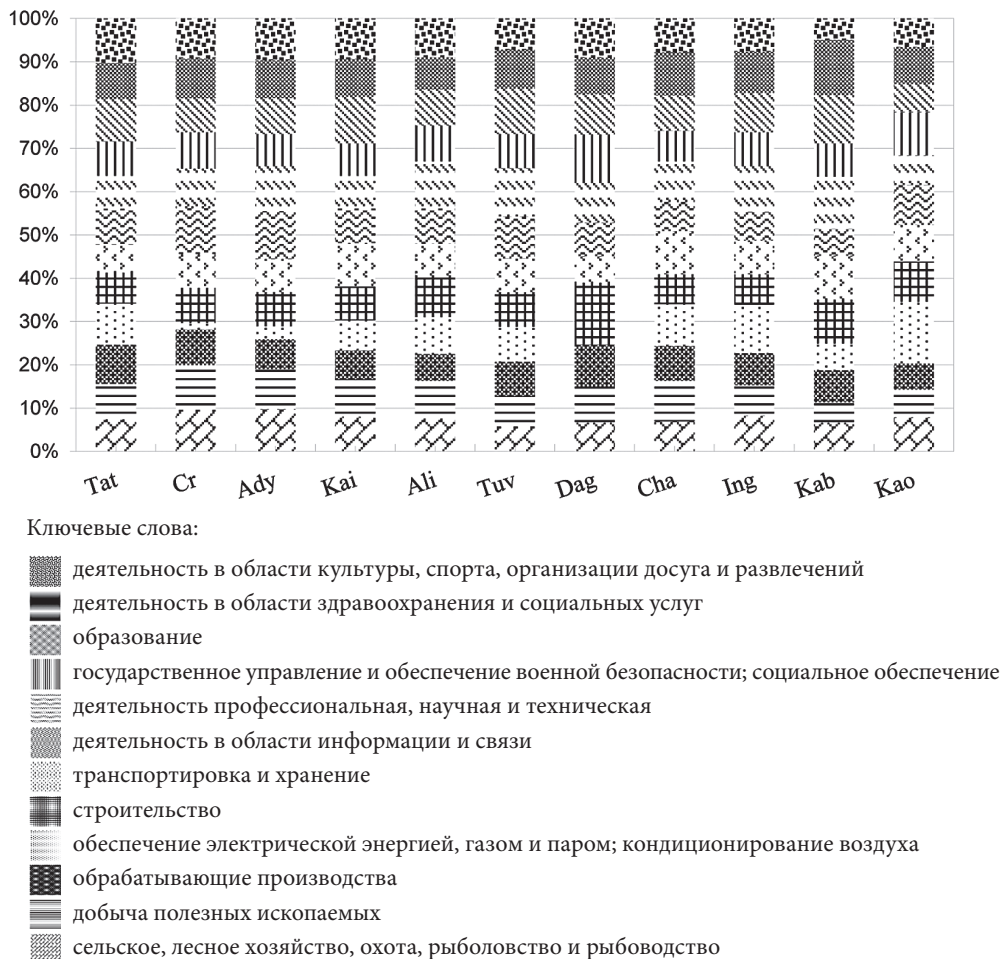 100%
90%
80%
70%
60%
50%
40%
30%
20%
10%
0%
Tat Cr Ady Kai Ali Tuv Dag Cha Ing Kab Kao
Ключевые слова:
деятельность в области культуры, спорта, организации досуга и развлечений
деятельность в области здравоохранения и социальных услуг
образование
государственное управление и обеспечение военной безопасности; социальное обеспечение
деятельность профессиональная, научная и техническая
деятельность в области информации и связи
транспортировка и хранение
строительство
обеспечение электрической энергией, газом и паром; кондиционирование воздуха
обрабатывающие производства
добыча полезных ископаемых
сельское, лесное хозяйство, охота, рыболовство и рыбоводство